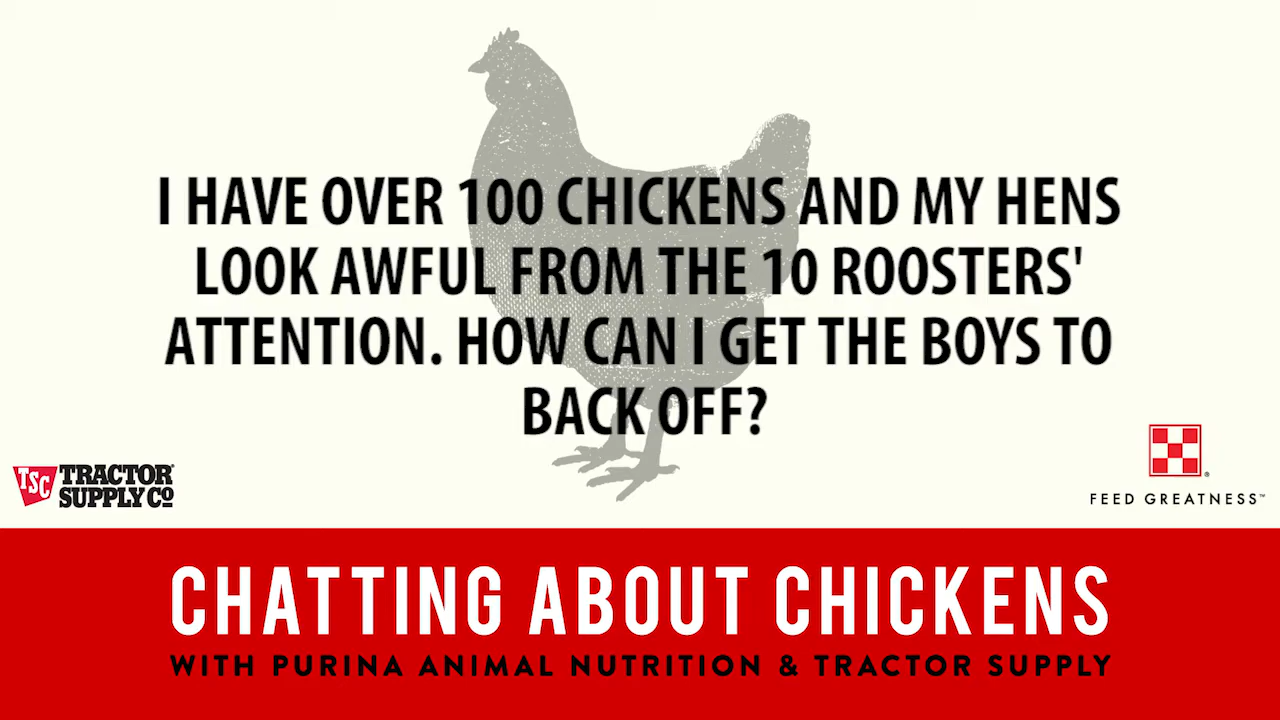 I HAVE OVER 100 CHICKENS AND MY HENS
LOOK AWFUL FROM THE 10 ROOSTERS'
ATTENTION. HOW CAN I GET THE BOYS TO
BACK OFF?
TSC TRACTOR
SUPPLY CO
FEED GREATNESS™
CHATTING ABOUT CHICKENS
WITH PURINA ANIMAL NUTRITION & TRACTOR SUPPLY